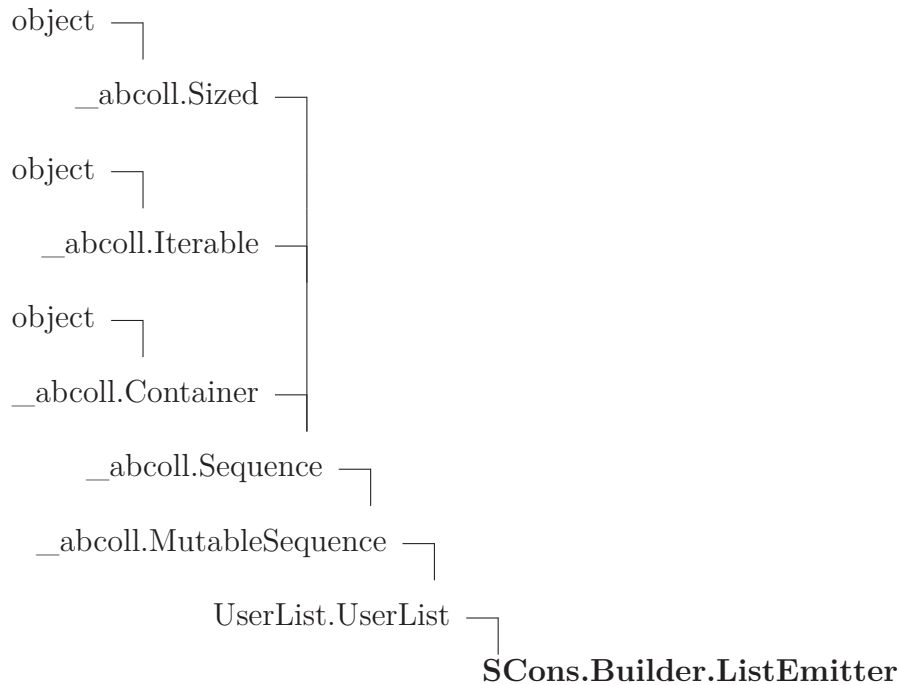 object
_abcoll.Sized
object
_abcoll.Iterable
object
_abcoll.Container
_abcoll.Sequence
_abcoll.MutableSequence
UserList.UserList
SCons.Builder.ListEmitter